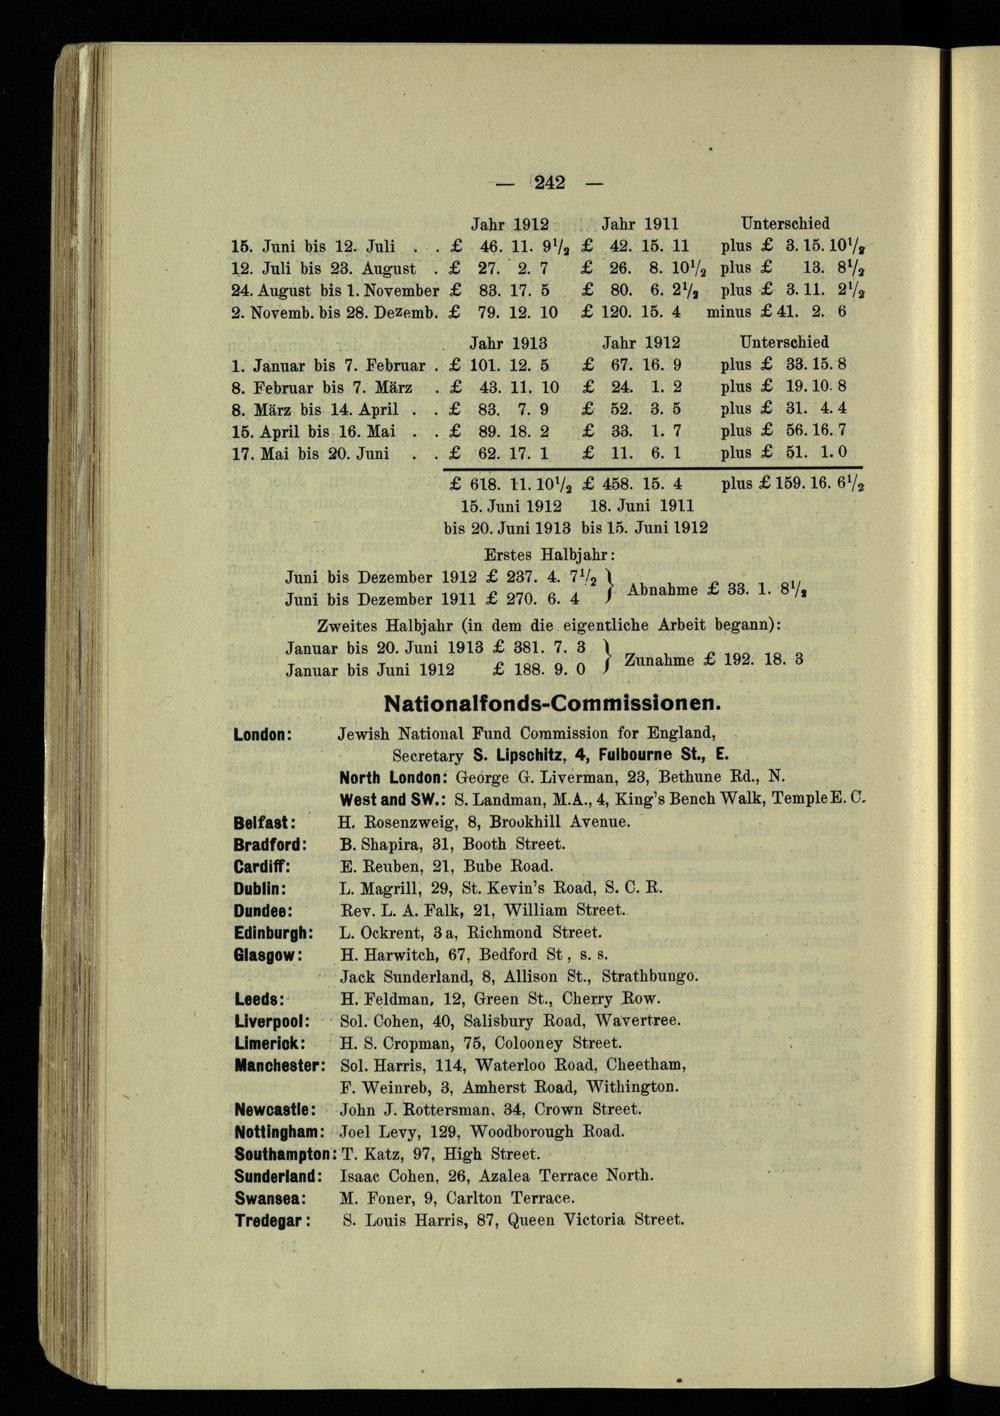 — 242 —
Jahr 1912 Jahr 1911 Unterschied
15. Juni bis 12. Juli . . £ 46. 11. 9½ £ 42. 15. 11 plus £ 3. 15. 10½
12. Juli bis 23. August . £ 27. 2. 7 £ 26. 8. 10½ plus £ 13. 8½
24. August bis 1. November £ 83. 17. 5 £ 80. 6. 2½ plus £ 3. 11. 2½
2. Novemb. bis 28. Dezemb. £ 79. 12. 10 £ 120. 15. 4 minus £ 41. 2. 6
Jahr 1913 Jahr 1912 Unterschied
1. Januar bis 7. Februar . £ 101. 12. 5 £ 67. 16. 9 plus £ 33. 15. 8
8. Februar bis 7. März . £ 43. 11. 10 £ 24. 1. 2 plus £ 19. 10. 8
8. März bis 14. April . . £ 83. 7. 9 £ 52. 3. 5 plus £ 31. 4. 4
15. April bis 16. Mai . . £ 89. 18. 2 £ 33. 1. 7 plus £ 56. 16. 7
17. Mai bis 20. Juni . . £ 62. 17. 1 £ 11. 6. 1 plus £ 51. 1. 0
£ 618. 11. 10½ £ 458. 15. 4 plus £ 159. 16. 6½
15. Juni 1912 18. Juni 1911
bis 20. Juni 1913 bis 15. Juni 1912
Erstes Halbjahr:
Juni bis Dezember 1912 £ 237. 4. 7½
Juni bis Dezember 1911 £ 270. 6. 4 } Abnahme £ 33. 1. 8½
Zweites Halbjahr (in dem die eigentliche Arbeit begann):
Januar bis 20. Juni 1913 £ 381. 7. 3
Januar bis Juni 1912 £ 188. 9. 0 } Zunahme £ 192. 18. 3
Nationalfonds-Commissionen.
London: Jewish National Fund Commission for England,
Secretary S. Lipschitz, 4, Fulbourne St., E.
North London: George G. Liverman, 23, Bethune Rd., N.
West and SW.: S. Landman, M.A., 4, King's Bench Walk, Temple E. C.
Belfast: H. Rosenzweig, 8, Brookhill Avenue.
Bradford: B. Shapira, 31, Booth Street.
Cardiff: E. Reuben, 21, Bube Road.
Dublin: L. Magrill, 29, St. Kevin's Road, S. C. R.
Dundee: Rev. L. A. Falk, 21, William Street.
Edinburgh: L. Ockrent, 3a, Richmond Street.
Glasgow: H. Harwitch, 67, Bedford St, s. s.
Jack Sunderland, 8, Allison St., Strathbungo.
Leeds: H. Feldman, 12, Green St., Cherry Row.
Liverpool: Sol. Cohen, 40, Salisbury Road, Wavertree.
Limerick: H. S. Cropman, 75, Colooney Street.
Manchester: Sol. Harris, 114, Waterloo Road, Cheetham,
F. Weinreb, 3, Amherst Road, Withington.
Newcastle: John J. Rottersman, 34, Crown Street.
Nottingham: Joel Levy, 129, Woodborough Road.
Southampton: T. Katz, 97, High Street.
Sunderland: Isaac Cohen, 26, Azalea Terrace North.
Swansea: M. Foner, 9, Carlton Terrace.
Tredegar: S. Louis Harris, 87, Queen Victoria Street.